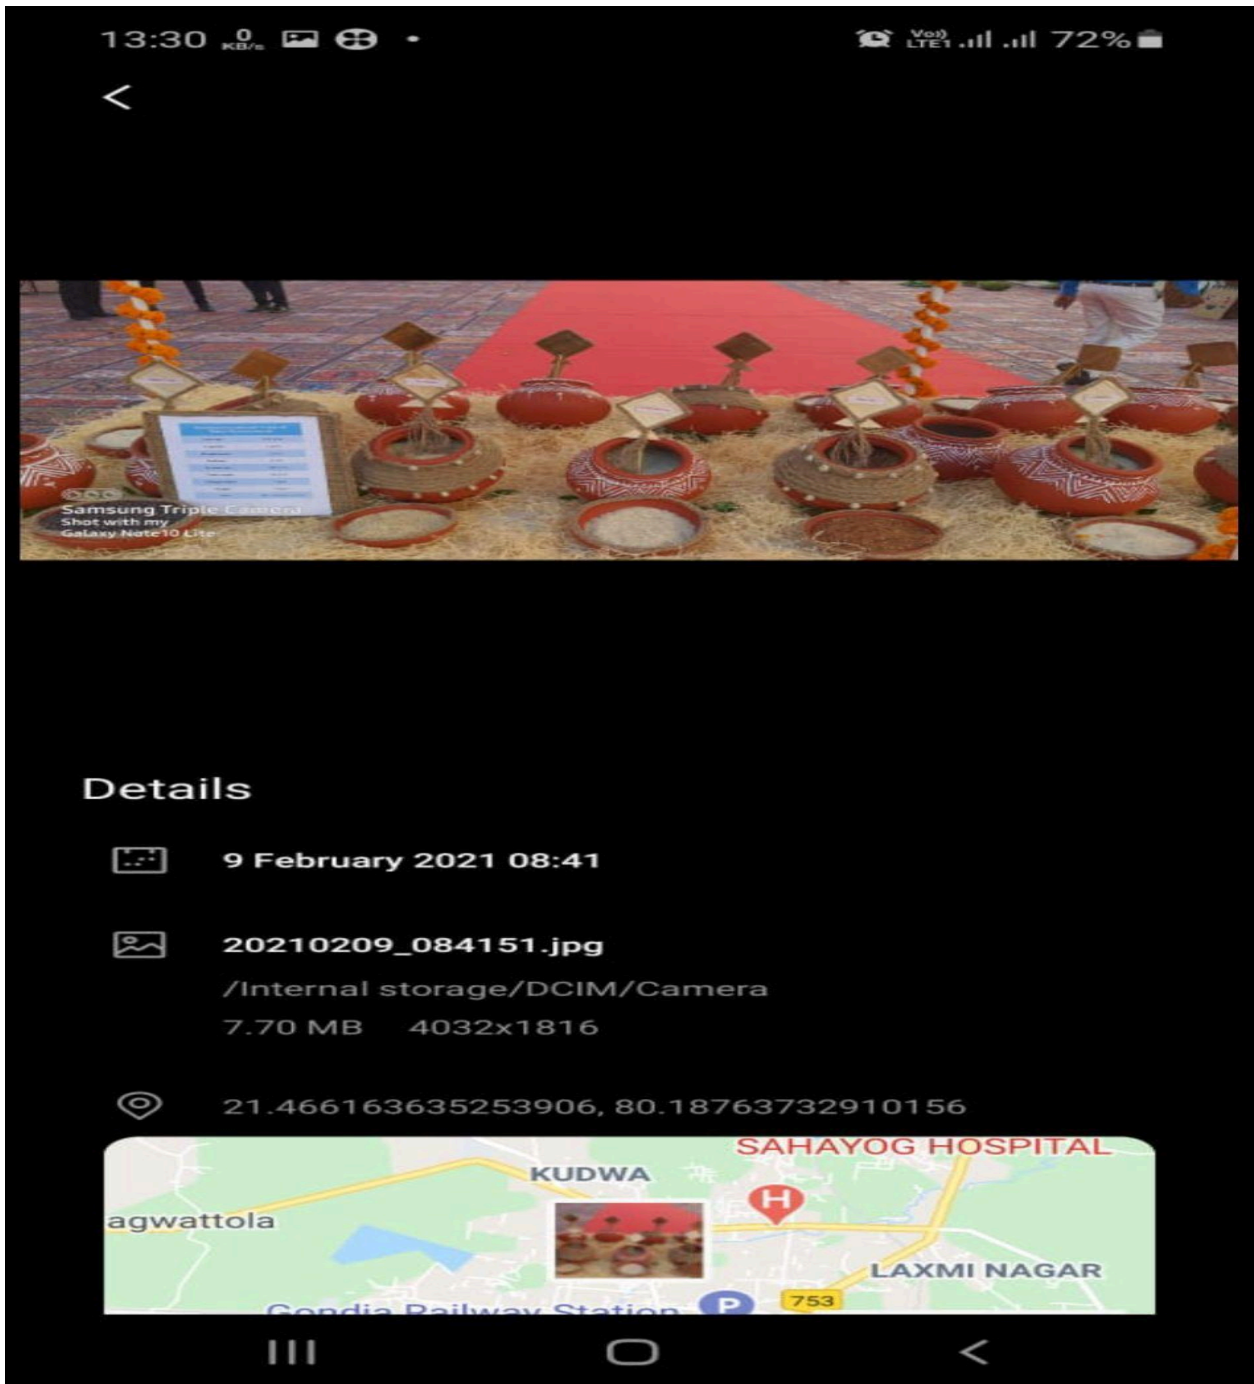 13:30 0 KB/s Vo)) LTE1 72%
Samsung Triple Camera
Shot with my
Galaxy Note10 Lite
Details
9 February 2021 08:41
20210209_084151.jpg
/Internal storage/DCIM/Camera
7.70 MB 4032x1816
21.466163635253906, 80.18763732910156
SAHAYOG HOSPITAL
KUDWA
H
agwattola
LAXMI NAGAR
753
Gondia Railway Station P